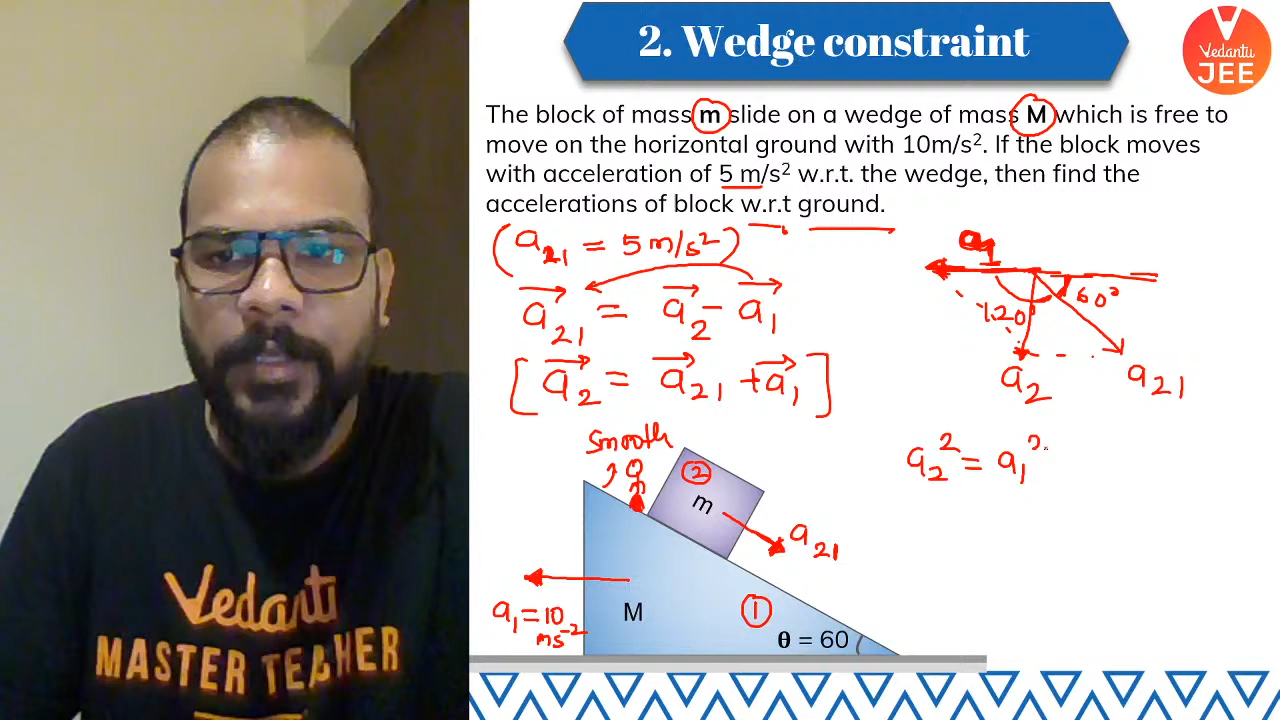 2. Wedge constraint
Vedantu
JEE
The block of mass m slide on a wedge of mass M which is free to
move on the horizontal ground with 10m/s². If the block moves
with acceleration of 5 m/s² w.r.t. the wedge, then find the
accelerations of block w.r.t ground.
(a₂₁ = 5 m/s²)
a₂₁ = a₂ - a₁
[a₂ = a₂₁ + a₁]
a₁
60°
120°
a₂
a₂₁
a₂² = a₁²
smooth
②
m
a₂₁
a₁ = 10
ms⁻²
M
①
θ = 60
Vedantu
MASTER TEACHER